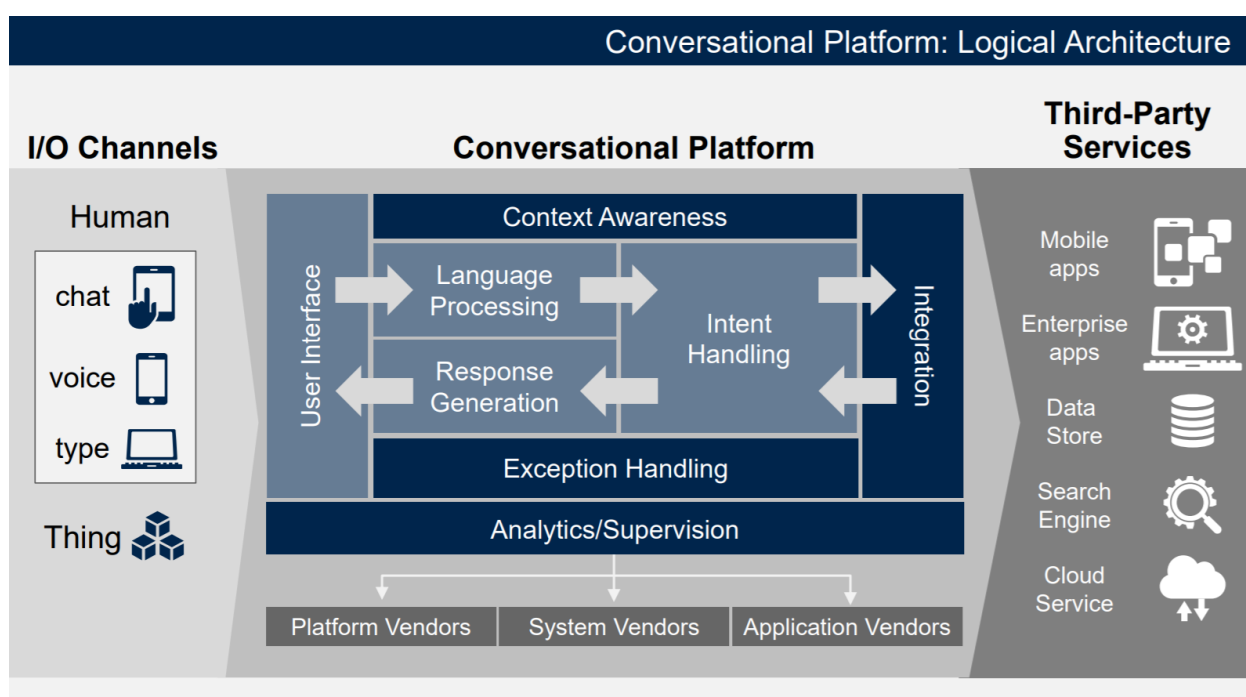 Conversational Platform: Logical Architecture
I/O Channels
Conversational Platform
Third-Party
Services
Human
chat
voice
type
Thing
User Interface
Context Awareness
Language
Processing
Response
Generation
Intent
Handling
Exception Handling
Integration
Analytics/Supervision
Platform Vendors
System Vendors
Application Vendors
Mobile
apps
Enterprise
apps
Data
Store
Search
Engine
Cloud
Service